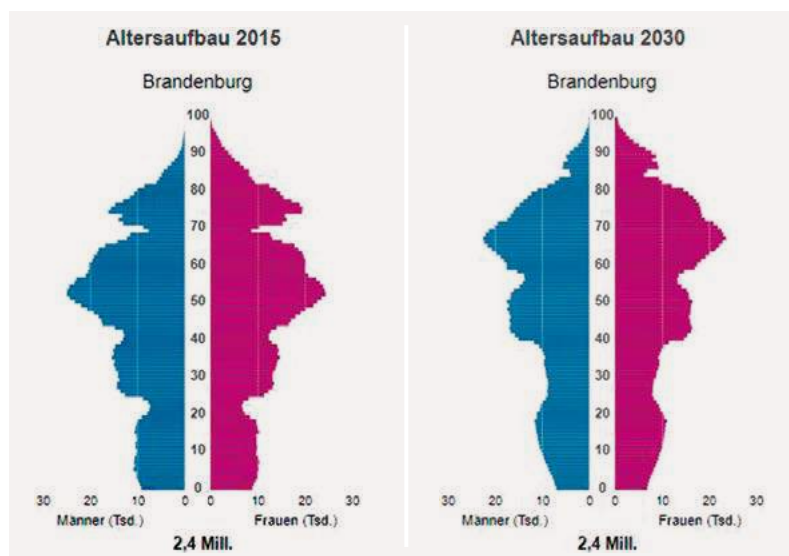 Altersaufbau 2015
Brandenburg
100
90
80
70
60
50
40
30
20
10
0
30 20 10 0 0 10 20 30
Männer (Tsd.) Frauen (Tsd.)
2,4 Mill.
Altersaufbau 2030
Brandenburg
100
90
80
70
60
50
40
30
20
10
0
30 20 10 0 0 10 20 30
Männer (Tsd.) Frauen (Tsd.)
2,4 Mill.